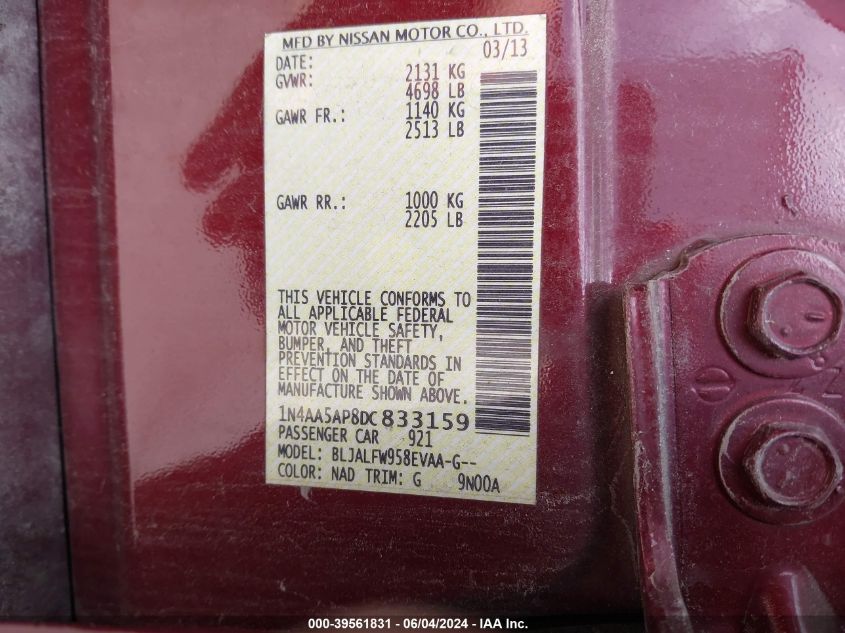 MFD BY NISSAN MOTOR CO., LTD.
DATE: 03/13
GVWR: 2131 KG
4698 LB
GAWR FR.: 1140 KG
2513 LB
GAWR RR.: 1000 KG
2205 LB
THIS VEHICLE CONFORMS TO
ALL APPLICABLE FEDERAL
MOTOR VEHICLE SAFETY,
BUMPER, AND THEFT
PREVENTION STANDARDS IN
EFFECT ON THE DATE OF
MANUFACTURE SHOWN ABOVE.
1N4AA5AP8DC833159
PASSENGER CAR 921
MODEL: BLJALFW958EVAA-G--
COLOR: NAD TRIM: G 9N00A
000-39561831 - 06/04/2024 - IAA Inc.